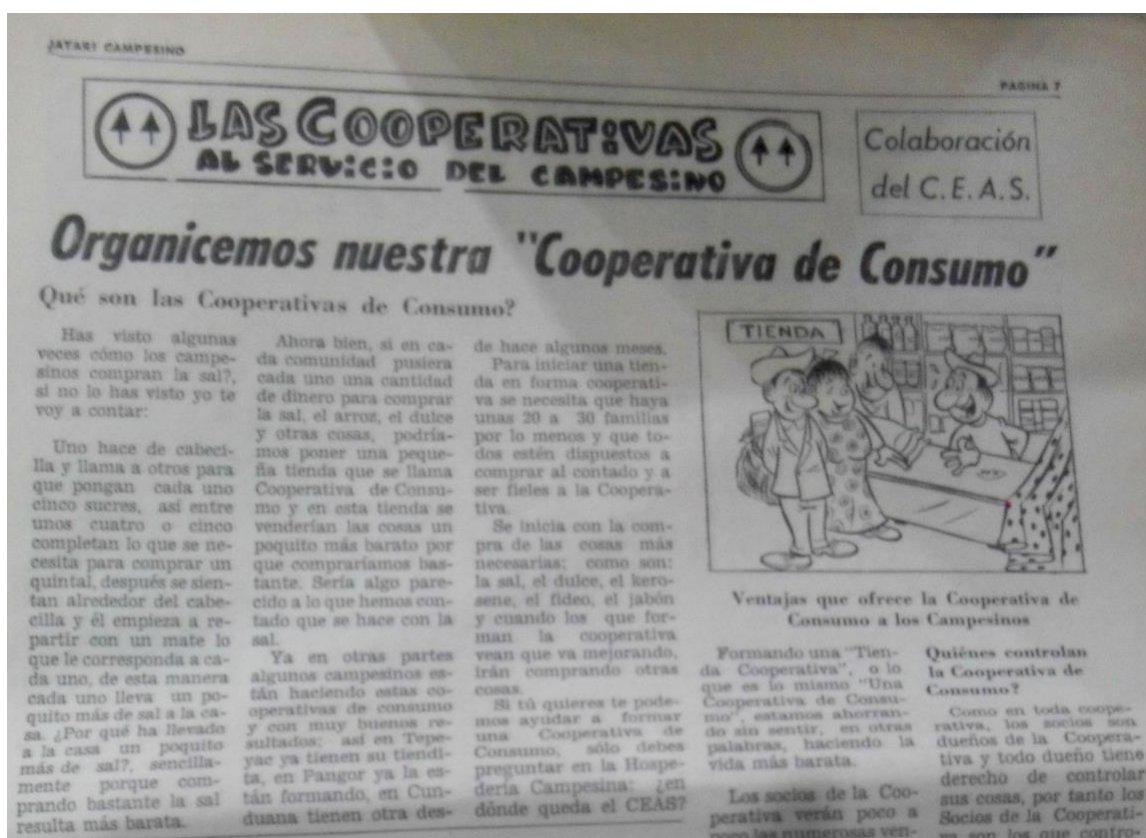 JATARI CAMPESINO
PAGINA 7
LAS COOPERATIVAS
AL SERVICIO DEL CAMPESINO
Colaboración
del C.E.A.S.
Organicemos nuestra "Cooperativa de Consumo"
Qué son las Cooperativas de Consumo?
Has visto algunas
veces cómo los campe-
sinos compran la sal?,
si no lo has visto yo te
voy a contar:
Uno hace de cabeci-
lla y llama a otros para
que pongan cada uno
cinco sucres, así entre
unos cuatro o cinco
completan lo que se ne-
cesita para comprar un
quintal, después se sien-
tan alrededor del cabe-
cilla y él empieza a re-
partir con un mate lo
que le corresponda a ca-
da uno, de esta manera
cada uno lleva un po-
quito más de sal a la ca-
sa. ¿Por qué ha llevado
a la casa un poquito
más de sal?, sencilla-
mente porque com-
prando bastante la sal
resulta más barata.
Ahora bien, si en ca-
da comunidad pusiera
cada uno una cantidad
de dinero para comprar
la sal, el arroz, el dulce
y otras cosas, podría-
mos poner una peque-
ña tienda que se llama
Cooperativa de Consu-
mo y en esta tienda se
venderían las cosas un
poquito más barato por
que compraríamos bas-
tante. Sería algo pare-
cido a lo que hemos con-
tado que se hace con la
sal.
Ya en otras partes
algunos campesinos es-
tán haciendo estas co-
operativas de consumo
y con muy buenos re-
sultados; así en Tepe-
yac ya tienen su tiendi-
ta, en Pangor ya la es-
tán formando, en Cun-
duana tienen otra des-
de hace algunos meses.
Para iniciar una tien-
da en forma cooperati-
va se necesita que haya
unas 20 a 30 familias
por lo menos y que to-
dos estén dispuestos a
comprar al contado y a
ser fieles a la Coopera-
tiva.
Se inicia con la com-
pra de las cosas más
necesarias; como son:
la sal, el dulce, el kero-
sene, el fideo, el jabón
y cuando los que for-
man la cooperativa
vean que va mejorando,
irán comprando otras
cosas.
Si tú quieres te pode-
mos ayudar a formar
una Cooperativa de
Consumo, sólo debes
preguntar en la Hospe-
dería Campesina: ¿en
dónde queda el CEAS?
TIENDA
Ventajas que ofrece la Cooperativa de
Consumo a los Campesinos
Formando una "Tien-
da Cooperativa", o lo
que es lo mismo "Una
Cooperativa de Consu-
mo", estamos ahorran-
do sin sentir, en otras
palabras, haciendo la
vida más barata.
Los socios de la Coo-
perativa verán poco a
poco las numerosas ven-
Quiénes controlan
la Cooperativa de
Consumo?
Como en toda coope-
rativa, los socios son
dueños de la Coopera-
tiva y todo dueño tiene
derecho de controlar
sus cosas, por tanto los
Socios de la Cooperati-
va son los